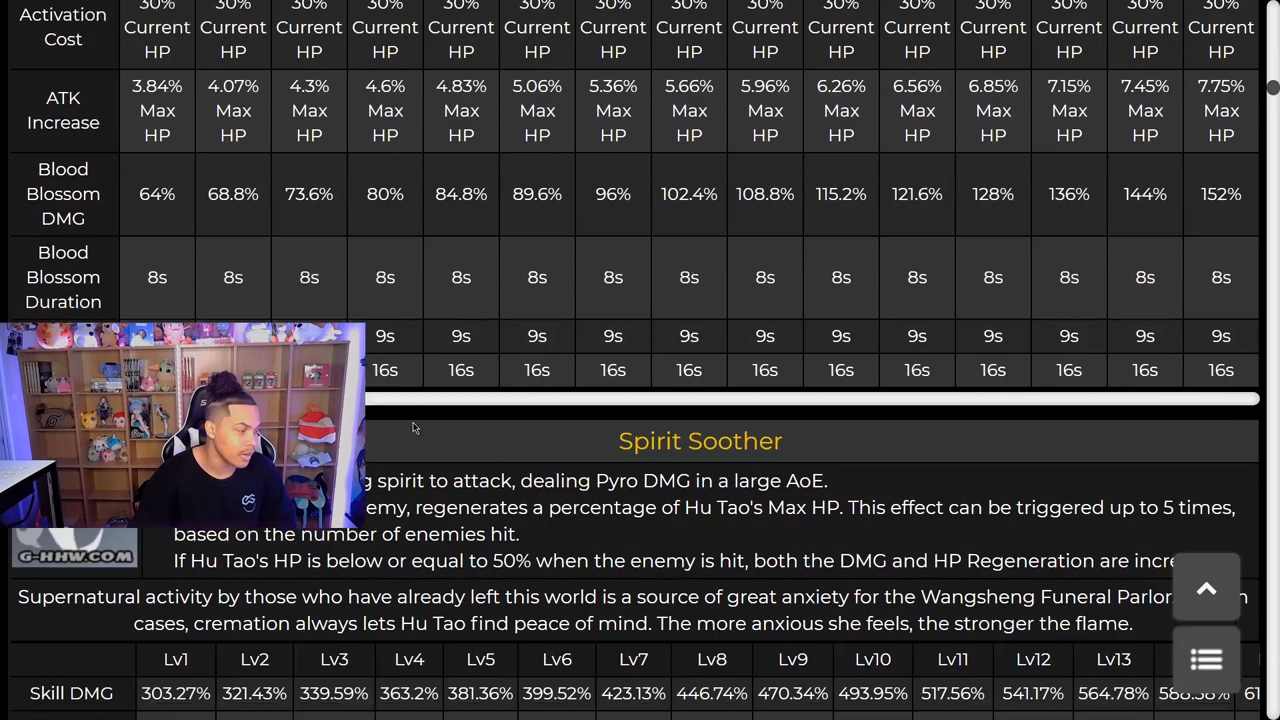 Activation Cost 30% Current HP 30% Current HP 30% Current HP 30% Current HP 30% Current HP 30% Current HP 30% Current HP 30% Current HP 30% Current HP 30% Current HP 30% Current HP 30% Current HP 30% Current HP 30% Current HP 30% Current HP
ATK Increase 3.84% Max HP 4.07% Max HP 4.3% Max HP 4.6% Max HP 4.83% Max HP 5.06% Max HP 5.36% Max HP 5.66% Max HP 5.96% Max HP 6.26% Max HP 6.56% Max HP 6.85% Max HP 7.15% Max HP 7.45% Max HP 7.75% Max HP
Blood Blossom DMG 64% 68.8% 73.6% 80% 84.8% 89.6% 96% 102.4% 108.8% 115.2% 121.6% 128% 136% 144% 152%
Blood Blossom Duration 8s 8s 8s 8s 8s 8s 8s 8s 8s 8s 8s 8s 8s 8s 8s
9s 9s 9s 9s 9s 9s 9s 9s 9s 9s 9s 9s
16s 16s 16s 16s 16s 16s 16s 16s 16s 16s 16s 16s
Spirit Soother
spirit to attack, dealing Pyro DMG in a large AoE.
regenerates a percentage of Hu Tao's Max HP. This effect can be triggered up to 5 times,
based on the number of enemies hit.
If Hu Tao's HP is below or equal to 50% when the enemy is hit, both the DMG and HP Regeneration are
G-HHW.COM
Supernatural activity by those who have already left this world is a source of great anxiety for the Wangsheng Funeral Parlor.
cases, cremation always lets Hu Tao find peace of mind. The more anxious she feels, the stronger the flame.
Lv1 Lv2 Lv3 Lv4 Lv5 Lv6 Lv7 Lv8 Lv9 Lv10 Lv11 Lv12 Lv13
Skill DMG 303.27% 321.43% 339.59% 363.2% 381.36% 399.52% 423.13% 446.74% 470.34% 493.95% 517.56% 541.17% 564.78% 588.38%